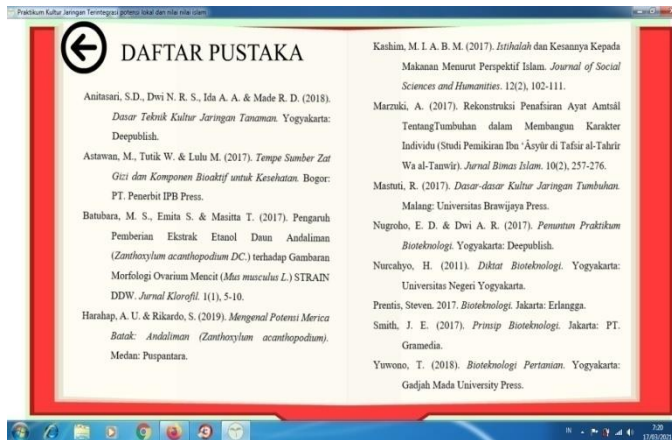 Praktikum Kultur Jaringan Terintegrasi potensi lokal dan nilai nilai islam
DAFTAR PUSTAKA
Anitasari, S.D., Dwi N. R. S., Ida A. A. & Made R. D. (2018).
Dasar Teknik Kultur Jaringan Tanaman. Yogyakarta:
Deepublish.
Astawan, M., Tutik W. & Lulu M. (2017). Tempe Sumber Zat
Gizi dan Komponen Bioaktif untuk Kesehatan. Bogor:
PT. Penerbit IPB Press.
Batubara, M. S., Emita S. & Masitta T. (2017). Pengaruh
Pemberian Ekstrak Etanol Daun Andaliman
(Zanthoxylum acanthopodium DC.) terhadap Gambaran
Morfologi Ovarium Mencit (Mus musculus L.) STRAIN
DDW. Jurnal Klorofil. 1(1), 5-10.
Harahap, A. U. & Rikardo, S. (2019). Mengenal Potensi Merica
Batak: Andaliman (Zanthoxylum acanthopodium).
Medan: Puspantara.
Kashim, M. I. A. B. M. (2017). Istihalah dan Kesannya Kepada
Makanan Menurut Perspektif Islam. Journal of Social
Sciences and Humanities. 12(2), 102-111.
Marzuki, A. (2017). Rekonstruksi Penafsiran Ayat Amtsâl
TentangTumbuhan dalam Membangun Karakter
Individu (Studi Pemikiran Ibn ‘Âsyûr di Tafsir al-Tahrîr
Wa al-Tanwîr). Jurnal Bimas Islam. 10(2), 257-276.
Mastuti, R. (2017). Dasar-dasar Kultur Jaringan Tumbuhan.
Malang: Universitas Brawijaya Press.
Nugroho, E. D. & Dwi A. R. (2017). Penuntun Praktikum
Bioteknologi. Yogyakarta: Deepublish.
Nurcahyo, H. (2011). Diktat Bioteknologi. Yogyakarta:
Universitas Negeri Yogyakarta.
Prentis, Steven. 2017. Bioteknologi. Jakarta: Erlangga.
Smith, J. E. (2017). Prinsip Bioteknologi. Jakarta: PT.
Gramedia.
Yuwono, T. (2018). Bioteknologi Pertanian. Yogyakarta:
Gadjah Mada University Press.
IN
7:20
17/03/2021